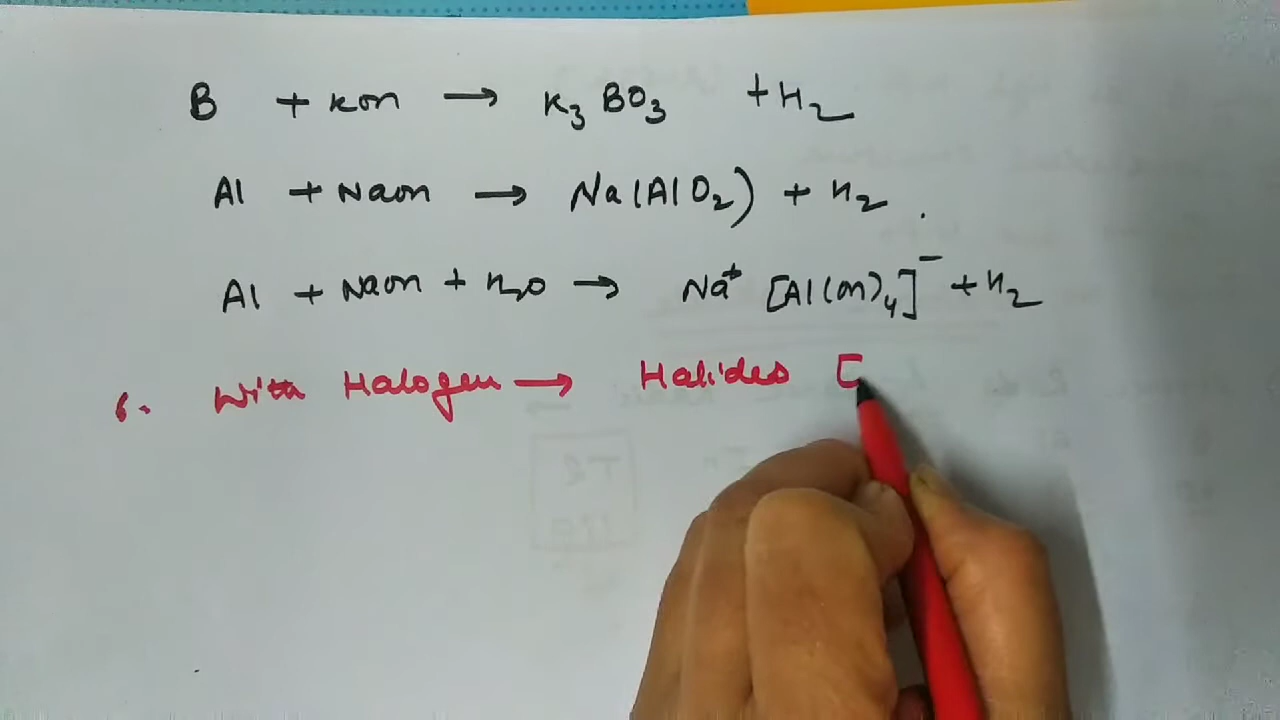 B + KOH → K₃BO₃ + H₂
Al + NaOH → Na(AlO₂) + H₂ .
Al + NaOH + H₂O → Na⁺ [Al(OH)₄]⁻ + H₂
6. With Halogen → Halides [